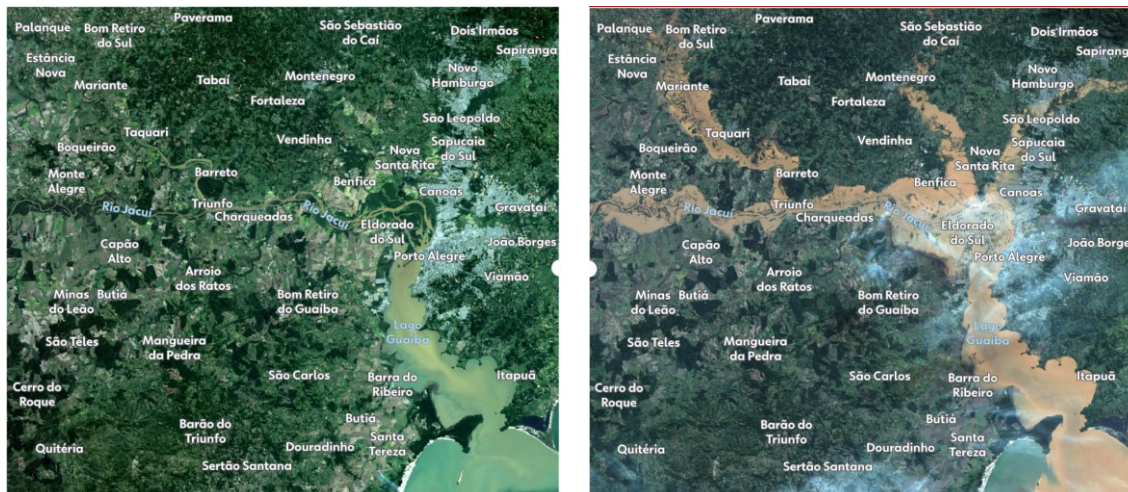 Paverama
Palanque
Bom Retiro
do Sul
São Sebastião
do Caí
Dois Irmãos
Sapiranga
Estância
Nova
Mariante
Tabaí
Montenegro
Novo
Hamburgo
Fortaleza
São Leopoldo
Taquari
Vendinha
Boqueirão
Nova
Santa Rita
Sapucaia
do Sul
Monte
Alegre
Barreto
Benfica
Canoas
Rio Jacuí
Triunfo
Charqueadas
Rio Jacuí
Gravataí
Eldorado
do Sul
Capão
Alto
João Borges
Porto Alegre
Arroio
dos Ratos
Viamão
Minas
do Leão
Butiá
Bom Retiro
do Guaíba
Lago
Guaíba
São Teles
Mangueira
da Pedra
São Carlos
Barra do
Ribeiro
Itapuã
Cerro do
Roque
Butiá
Barão do
Triunfo
Quitéria
Douradinho
Santa
Tereza
Sertão Santana
Paverama
Palanque
Bom Retiro
do Sul
São Sebastião
do Caí
Dois Irmãos
Sapiranga
Estância
Nova
Mariante
Tabaí
Montenegro
Novo
Hamburgo
Fortaleza
São Leopoldo
Taquari
Vendinha
Boqueirão
Nova
Santa Rita
Sapucaia
do Sul
Monte
Alegre
Barreto
Benfica
Canoas
Rio Jacuí
Triunfo
Charqueadas
Rio Jacuí
Gravataí
Eldorado
do Sul
Capão
Alto
João Borges
Porto Alegre
Arroio
dos Ratos
Viamão
Minas
do Leão
Butiá
Bom Retiro
do Guaíba
Lago
Guaíba
São Teles
Mangueira
da Pedra
São Carlos
Barra do
Ribeiro
Itapuã
Cerro do
Roque
Butiá
Barão do
Triunfo
Quitéria
Douradinho
Santa
Tereza
Sertão Santana